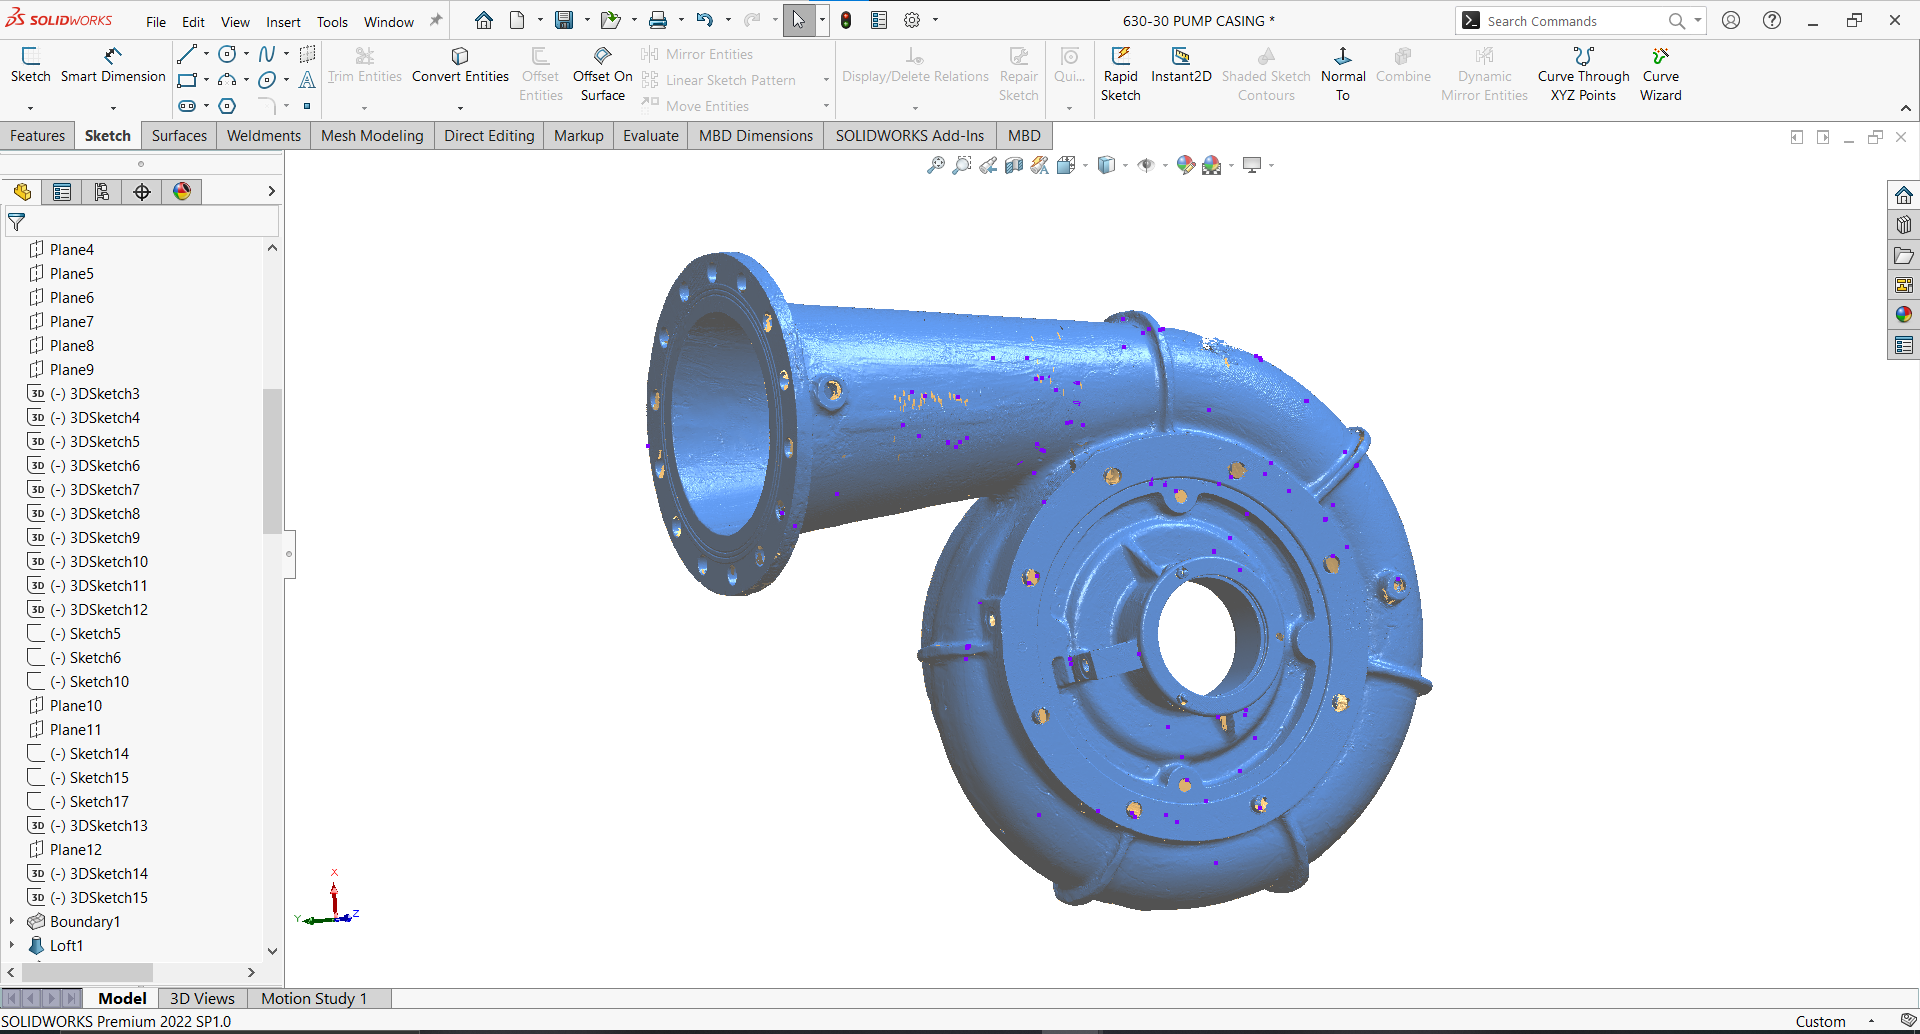 SOLIDWORKS File Edit View Insert Tools Window 630-30 PUMP CASING * Search Commands
Sketch Smart Dimension Trim Entities Convert Entities Offset Entities Offset On Surface Mirror Entities Linear Sketch Pattern Move Entities Display/Delete Relations Repair Sketch Qui... Rapid Sketch Instant2D Shaded Sketch Contours Normal To Combine Dynamic Mirror Entities Curve Through XYZ Points Curve Wizard
Features Sketch Surfaces Weldments Mesh Modeling Direct Editing Markup Evaluate MBD Dimensions SOLIDWORKS Add-Ins MBD
Plane4
Plane5
Plane6
Plane7
Plane8
Plane9
3D (-) 3DSketch3
3D (-) 3DSketch4
3D (-) 3DSketch5
3D (-) 3DSketch6
3D (-) 3DSketch7
3D (-) 3DSketch8
3D (-) 3DSketch9
3D (-) 3DSketch10
3D (-) 3DSketch11
3D (-) 3DSketch12
(-) Sketch5
(-) Sketch6
(-) Sketch10
Plane10
Plane11
(-) Sketch14
(-) Sketch15
(-) Sketch17
3D (-) 3DSketch13
Plane12
3D (-) 3DSketch14
3D (-) 3DSketch15
Boundary1
Loft1
X
Y
Z
Model 3D Views Motion Study 1
SOLIDWORKS Premium 2022 SP1.0 Custom